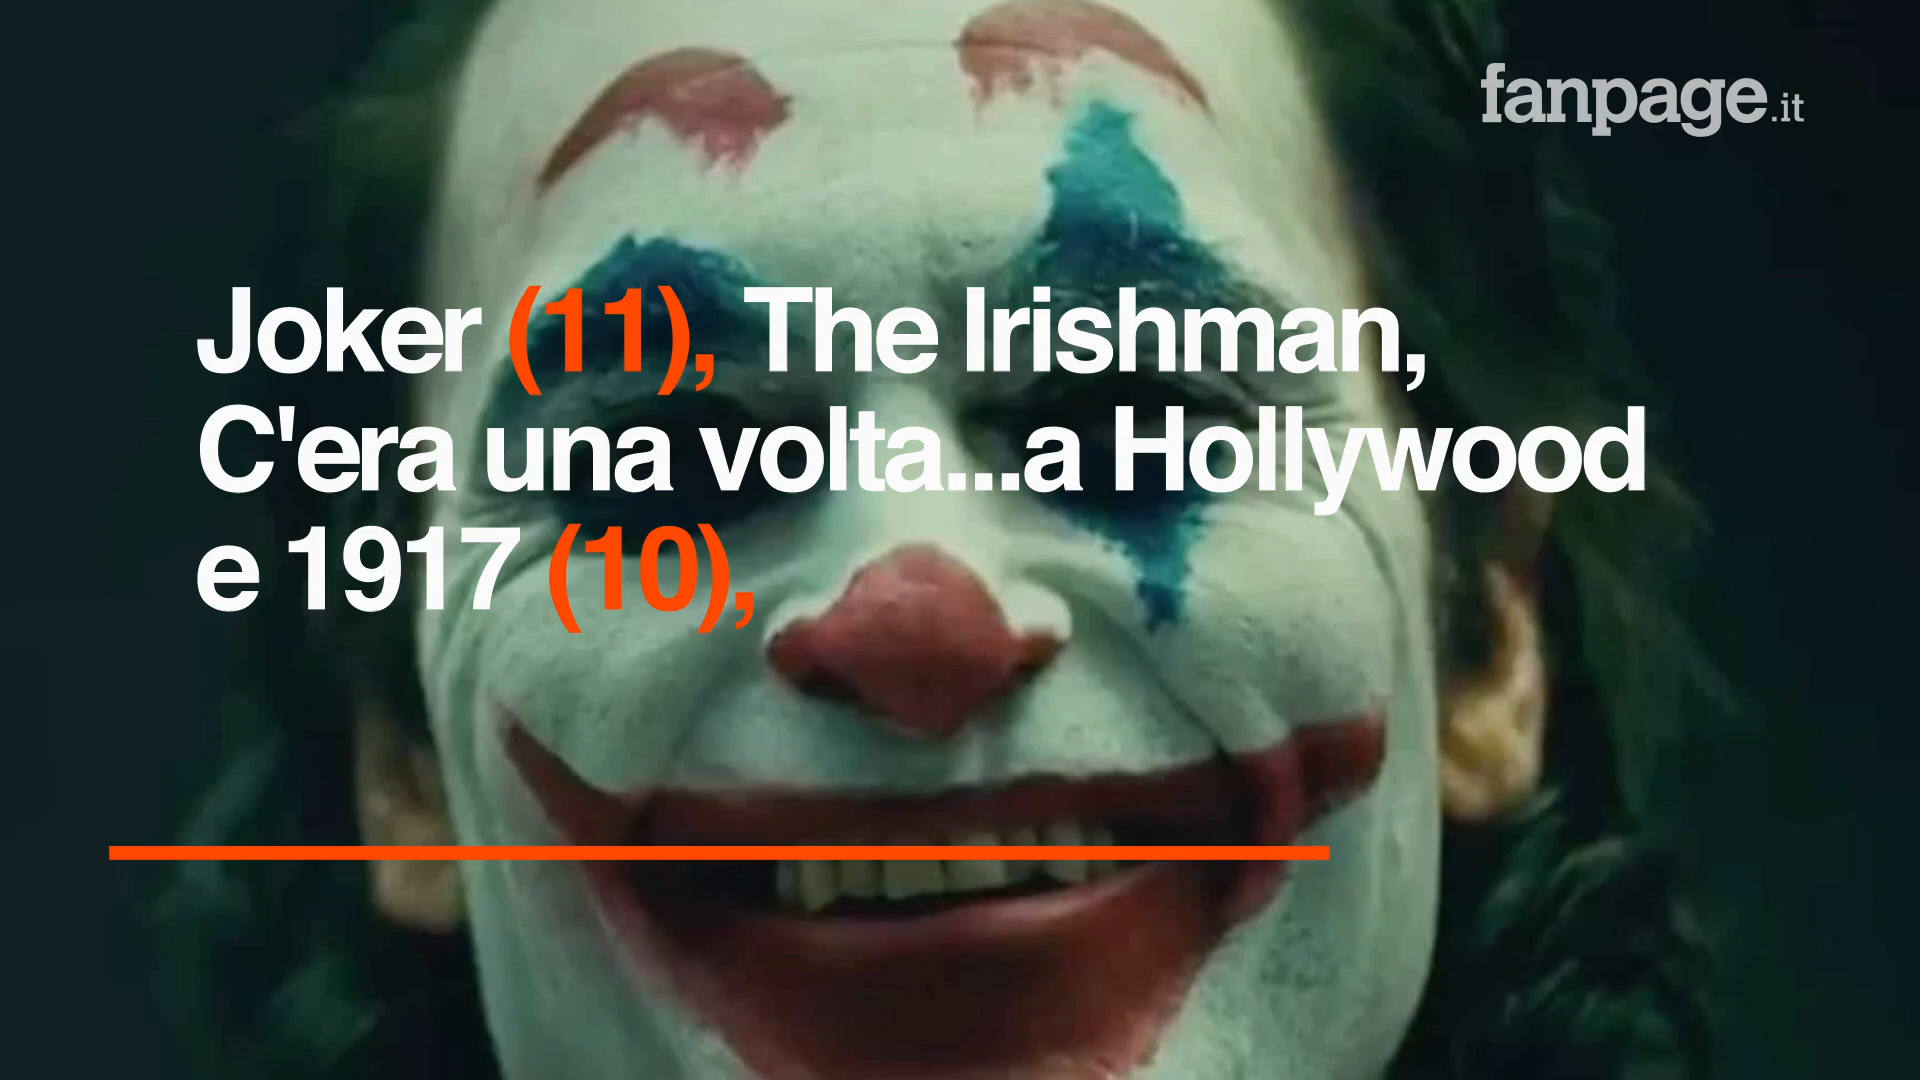 fanpage.it
Joker (11), The Irishman,
C'era una volta...a Hollywood
e 1917 (10),